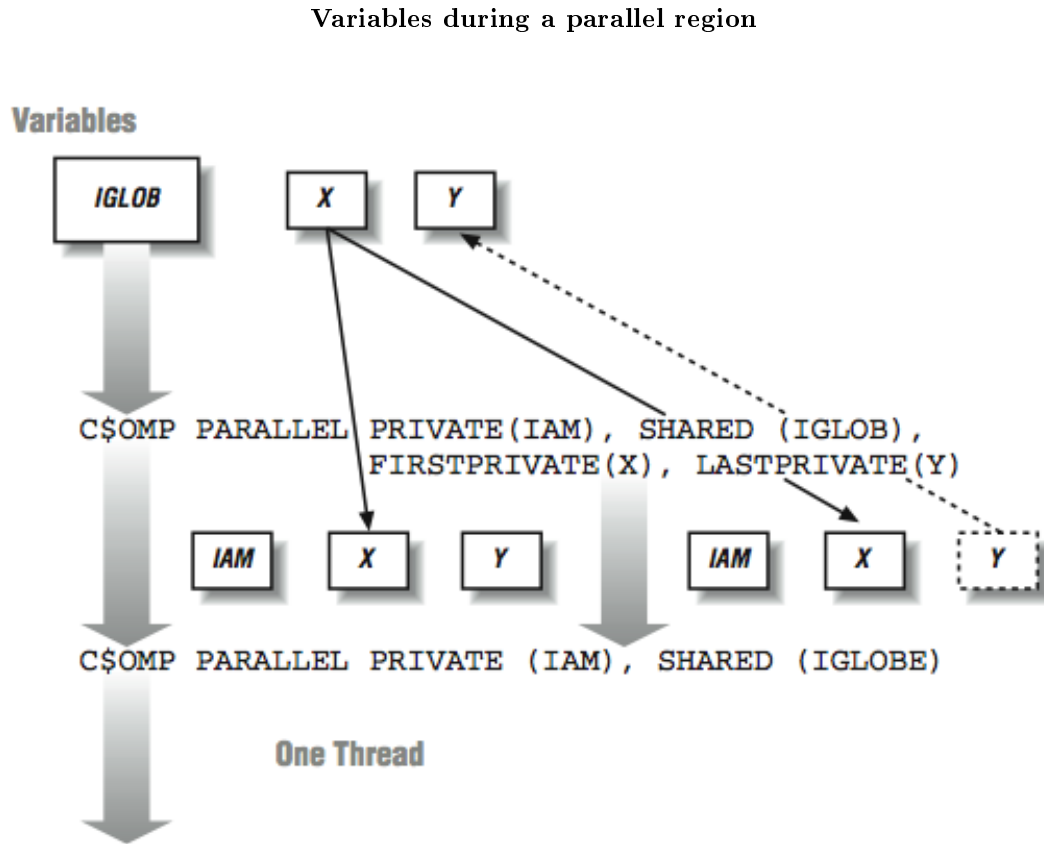 Variables during a parallel region
Variables
IGLOB X Y
C$OMP PARALLEL PRIVATE(IAM), SHARED (IGLOB),
FIRSTPRIVATE(X), LASTPRIVATE(Y)
IAM X Y IAM X Y
C$OMP PARALLEL PRIVATE (IAM), SHARED (IGLOBE)
One Thread